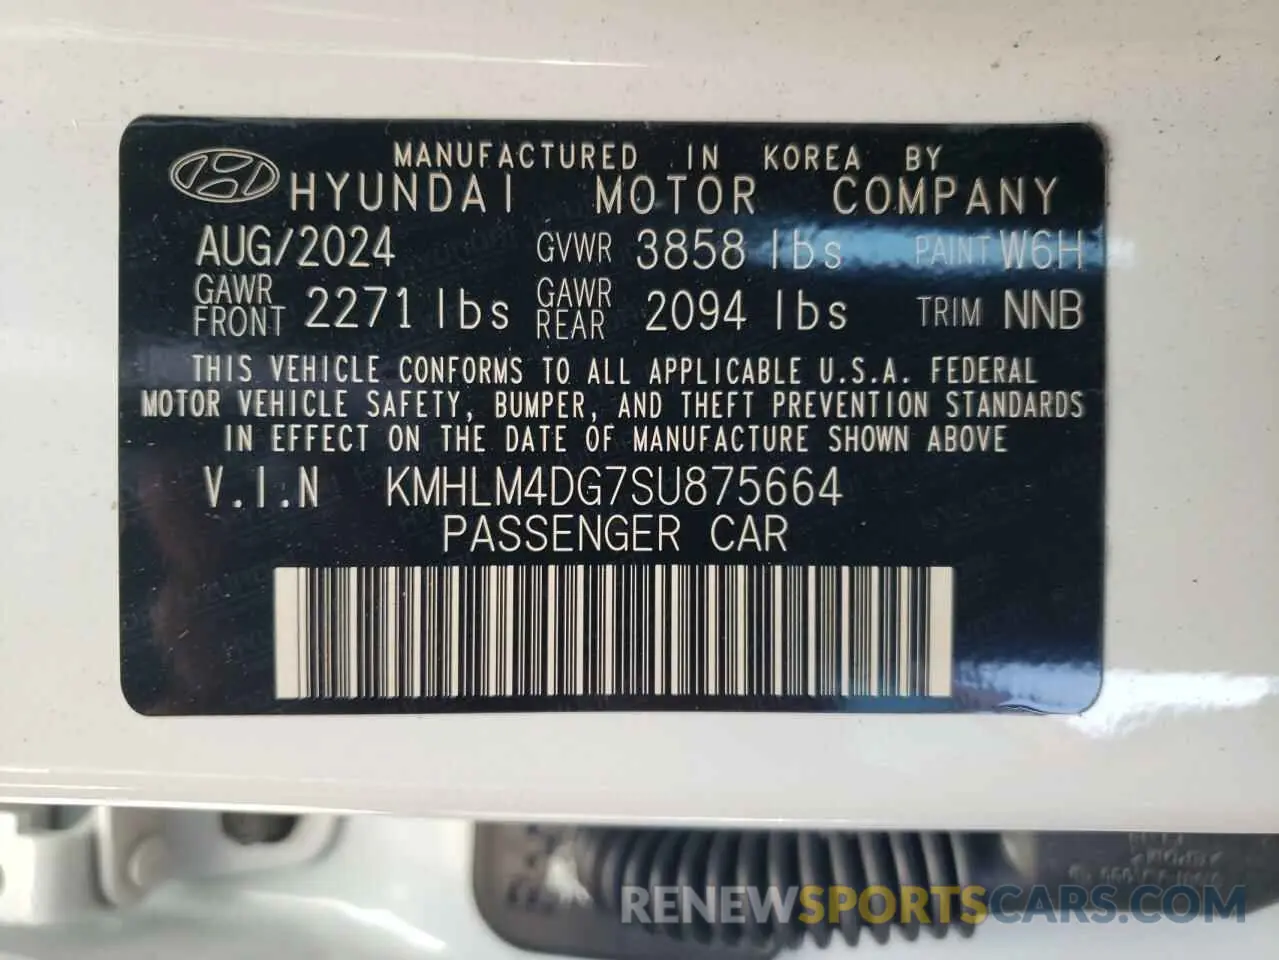 MANUFACTURED IN KOREA BY
HYUNDAI MOTOR COMPANY
AUG/2024 GVWR 3858 lbs PAINT W6H
GAWR FRONT 2271 lbs GAWR REAR 2094 lbs TRIM NNB
THIS VEHICLE CONFORMS TO ALL APPLICABLE U.S.A. FEDERAL
MOTOR VEHICLE SAFETY, BUMPER, AND THEFT PREVENTION STANDARDS
IN EFFECT ON THE DATE OF MANUFACTURE SHOWN ABOVE
V.I.N KMHLM4DG7SU875664
PASSENGER CAR
RENEWSPORTSCARS.COM